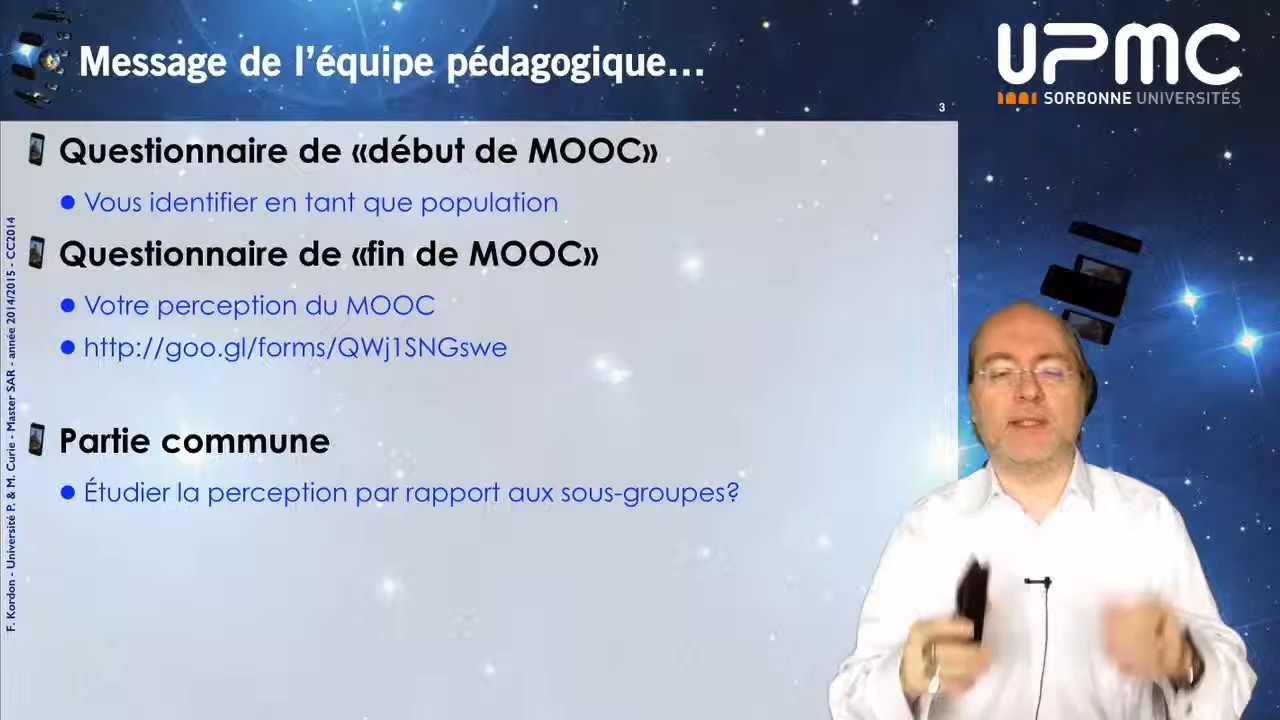 Message de l'équipe pédagogique...
UPMC
SORBONNE UNIVERSITÉS
3
Questionnaire de «début de MOOC»
Vous identifier en tant que population
Questionnaire de «fin de MOOC»
Votre perception du MOOC
http://goo.gl/forms/QWj1SNGswe
Partie commune
Étudier la perception par rapport aux sous-groupes?
F. Kordon - Université P. & M. Curie - Master SAR - année 2014/2015 - CC2014